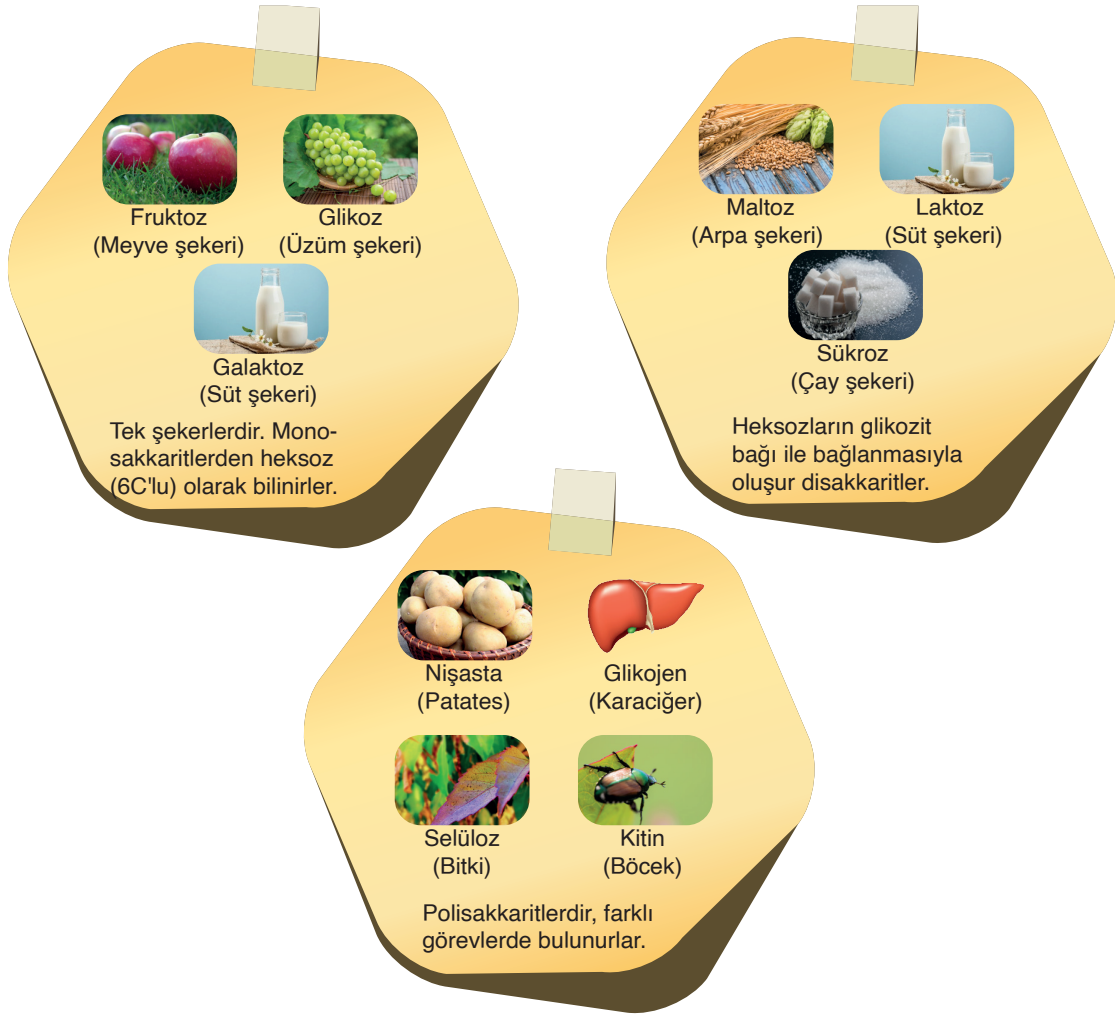 Fruktoz
(Meyve şekeri)
Glikoz
(Üzüm şekeri)
Galaktoz
(Süt şekeri)
Tek şekerlerdir. Mono-
sakkaritlerden heksoz
(6C'lu) olarak bilinirler.
Maltoz
(Arpa şekeri)
Laktoz
(Süt şekeri)
Sükroz
(Çay şekeri)
Heksozların glikozit
bağı ile bağlanmasıyla
oluşur disakkaritler.
Nişasta
(Patates)
Glikojen
(Karaciğer)
Selüloz
(Bitki)
Kitin
(Böcek)
Polisakkaritlerdir, farklı
görevlerde bulunurlar.